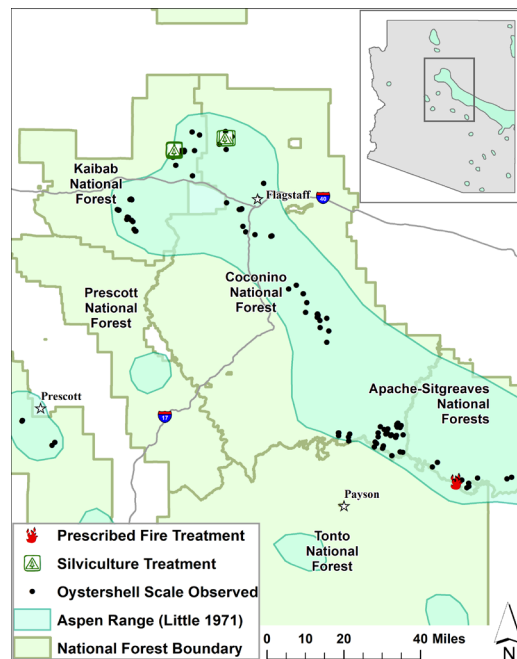 Kaibab
National
Forest
Flagstaff
40
Coconino
National
Forest
Prescott
National
Forest
Prescott
17
Apache-Sitgreaves
National
Forests
Payson
Tonto
National
Forest
Prescribed Fire Treatment
Silviculture Treatment
Oystershell Scale Observed
Aspen Range (Little 1971)
National Forest Boundary
0 10 20 40 Miles
N